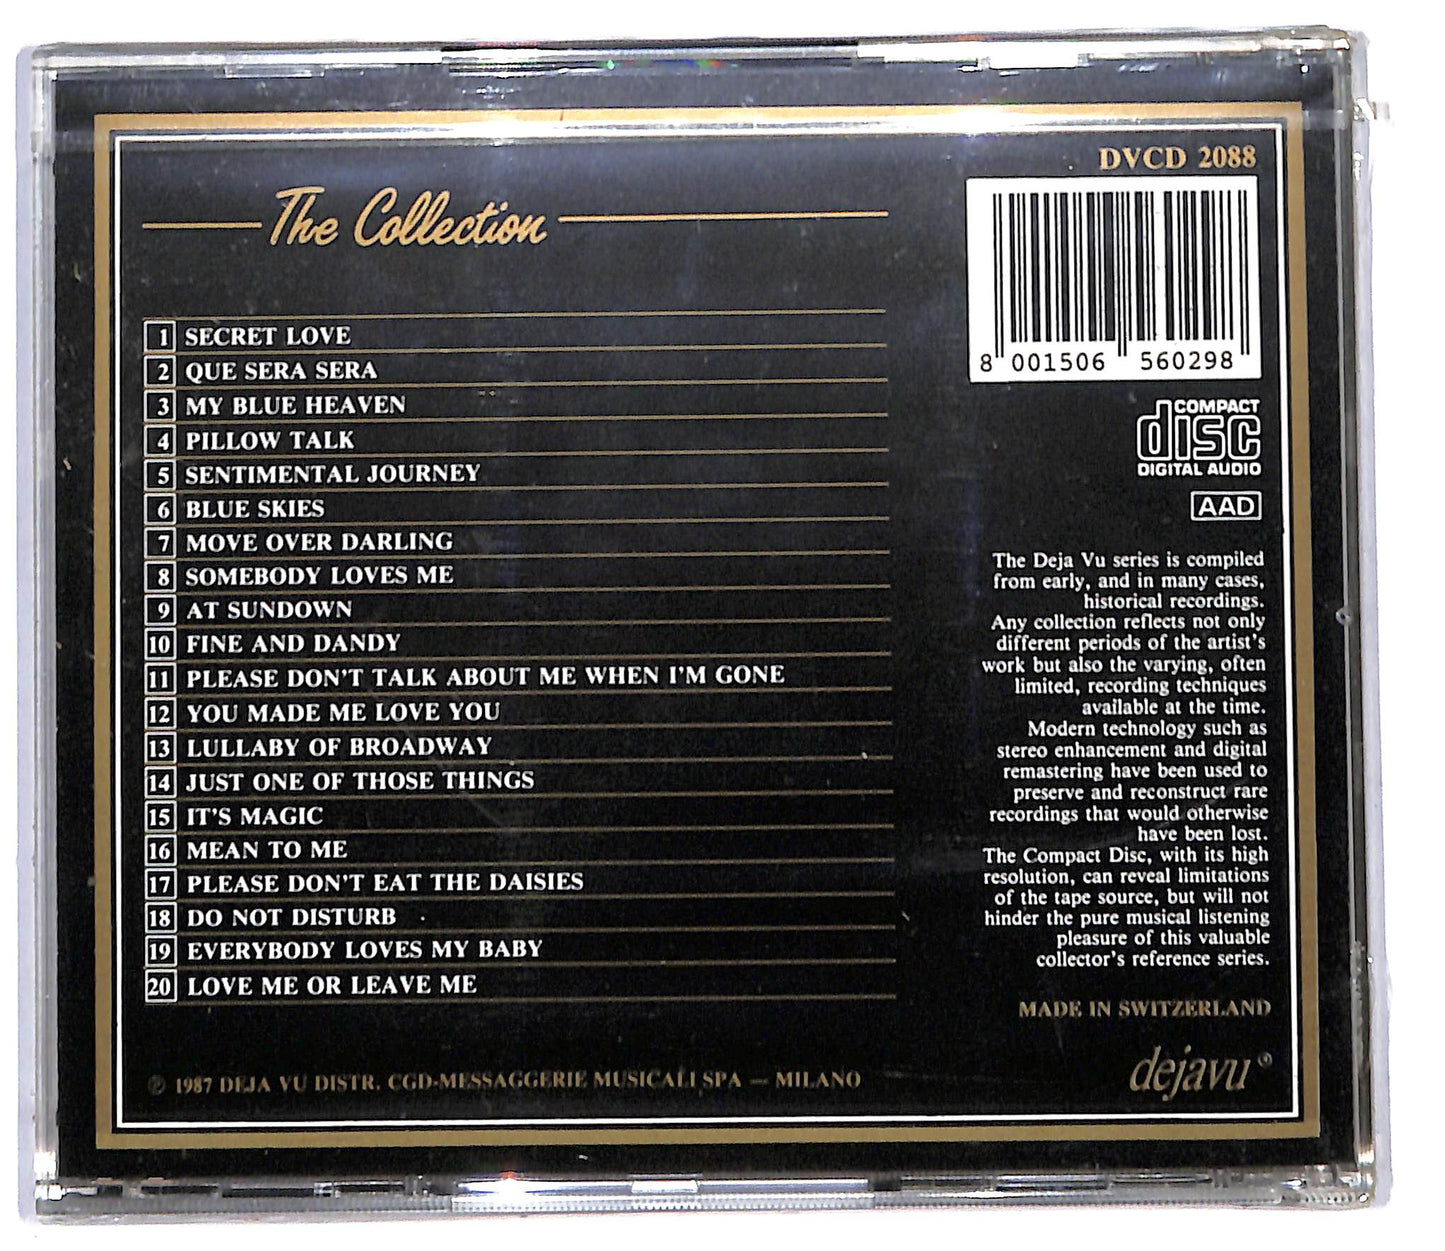 The Collection
DVCD 2088
8 001506 560298
COMPACT
disc
DIGITAL AUDIO
AAD
1 SECRET LOVE
2 QUE SERA SERA
3 MY BLUE HEAVEN
4 PILLOW TALK
5 SENTIMENTAL JOURNEY
6 BLUE SKIES
7 MOVE OVER DARLING
8 SOMEBODY LOVES ME
9 AT SUNDOWN
10 FINE AND DANDY
11 PLEASE DON'T TALK ABOUT ME WHEN I'M GONE
12 YOU MADE ME LOVE YOU
13 LULLABY OF BROADWAY
14 JUST ONE OF THOSE THINGS
15 IT'S MAGIC
16 MEAN TO ME
17 PLEASE DON'T EAT THE DAISIES
18 DO NOT DISTURB
19 EVERYBODY LOVES MY BABY
20 LOVE ME OR LEAVE ME
The Deja Vu series is compiled
from early, and in many cases,
historical recordings.
Any collection reflects not only
different periods of the artist's
work but also the varying, often
limited, recording techniques
available at the time.
Modern technology such as
stereo enhancement and digital
remastering have been used to
preserve and reconstruct rare
recordings that would otherwise
have been lost.
The Compact Disc, with its high
resolution, can reveal limitations
of the tape source, but will not
hinder the pure musical listening
pleasure of this valuable
collector's reference series.
MADE IN SWITZERLAND
dejavu ®
℗ 1987 DEJA VU DISTR. CGD-MESSAGGERIE MUSICALI SPA — MILANO